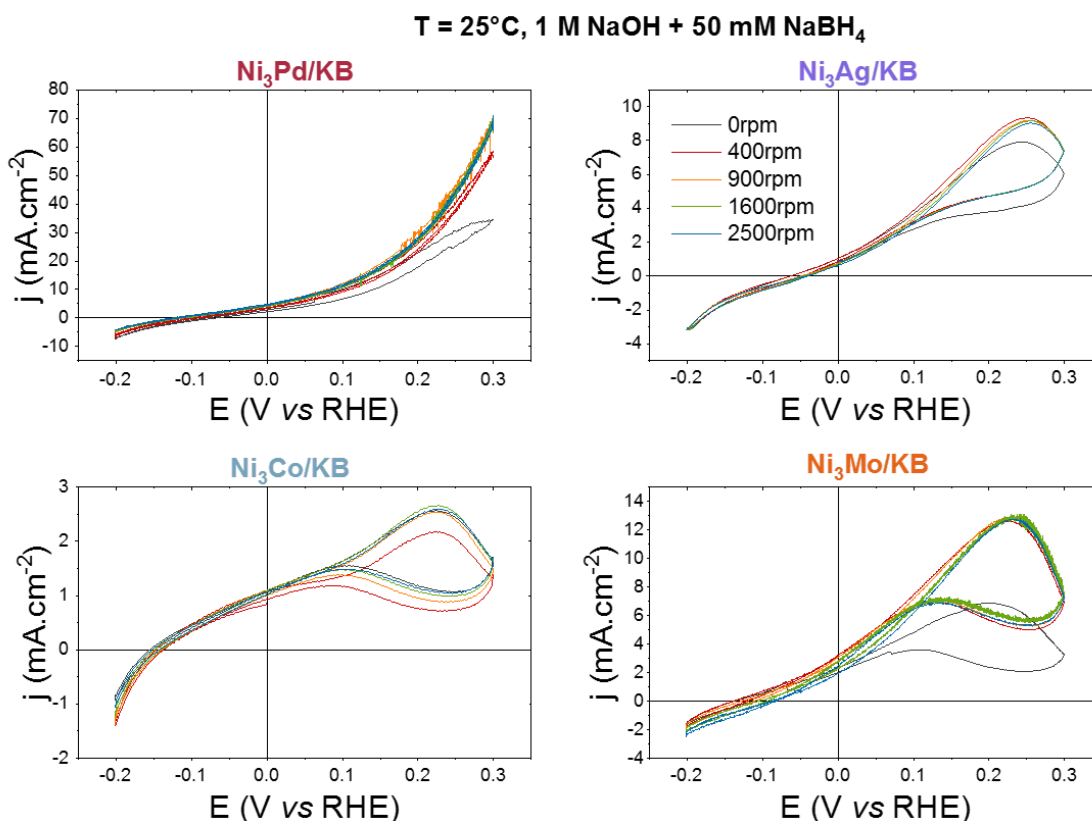 T = 25°C, 1 M NaOH + 50 mM NaBH₄
Ni₃Pd/KB
80
70
60
50
40
30
20
10
0
-10
j (mA.cm⁻²)
-0.2 -0.1 0.0 0.1 0.2 0.3
E (V vs RHE)
Ni₃Ag/KB
10
8
6
4
2
0
-2
-4
j (mA.cm⁻²)
0rpm
400rpm
900rpm
1600rpm
2500rpm
-0.2 -0.1 0.0 0.1 0.2 0.3
E (V vs RHE)
Ni₃Co/KB
3
2
1
0
-1
-2
j (mA.cm⁻²)
-0.2 -0.1 0.0 0.1 0.2 0.3
E (V vs RHE)
Ni₃Mo/KB
14
12
10
8
6
4
2
0
-2
-4
j (mA.cm⁻²)
-0.2 -0.1 0.0 0.1 0.2 0.3
E (V vs RHE)